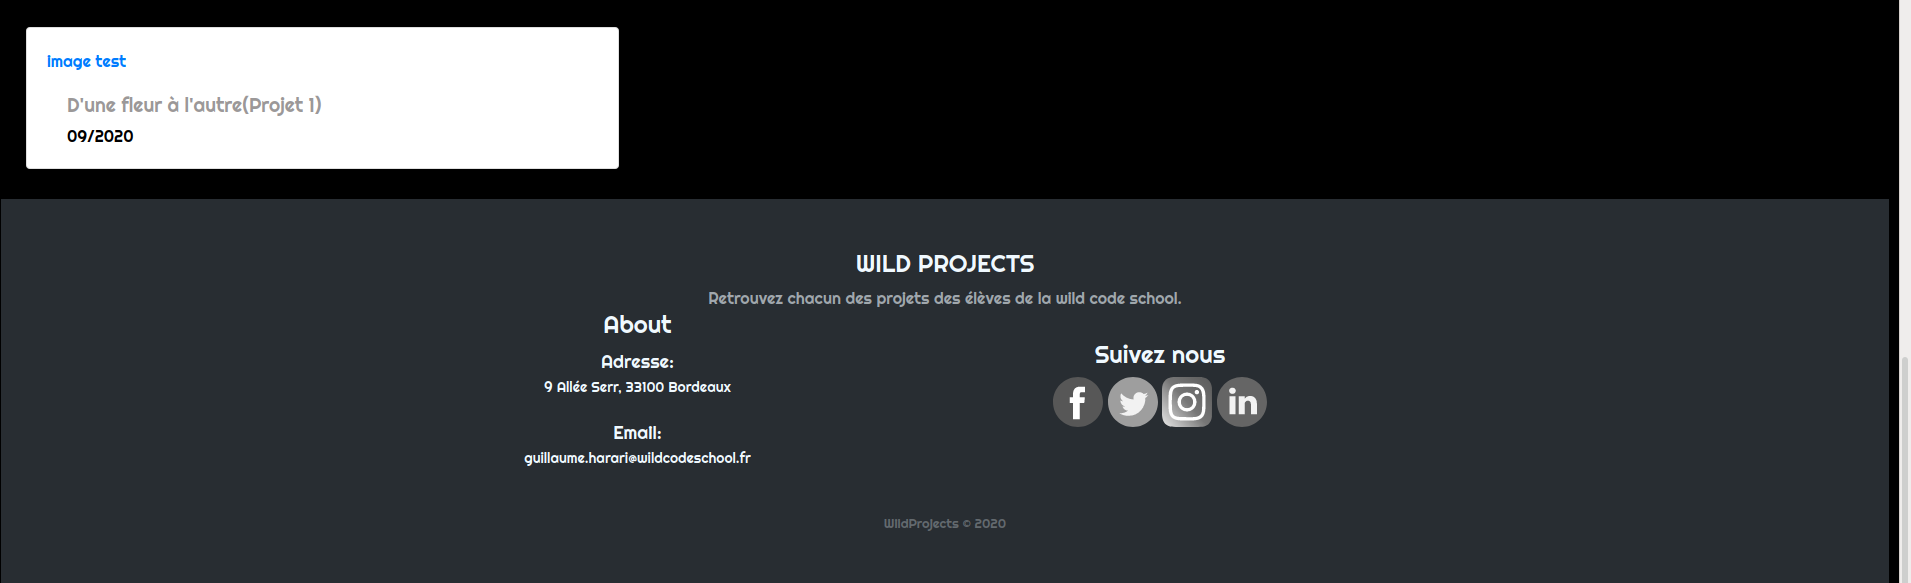 image test
D'une fleur à l'autre(Projet 1)
09/2020
WILD PROJECTS
Retrouvez chacun des projets des élèves de la wild code school.
About
Adresse:
9 Allée Serr, 33100 Bordeaux
Email:
guillaume.harari@wildcodeschool.fr
Suivez nous
WildProjects © 2020